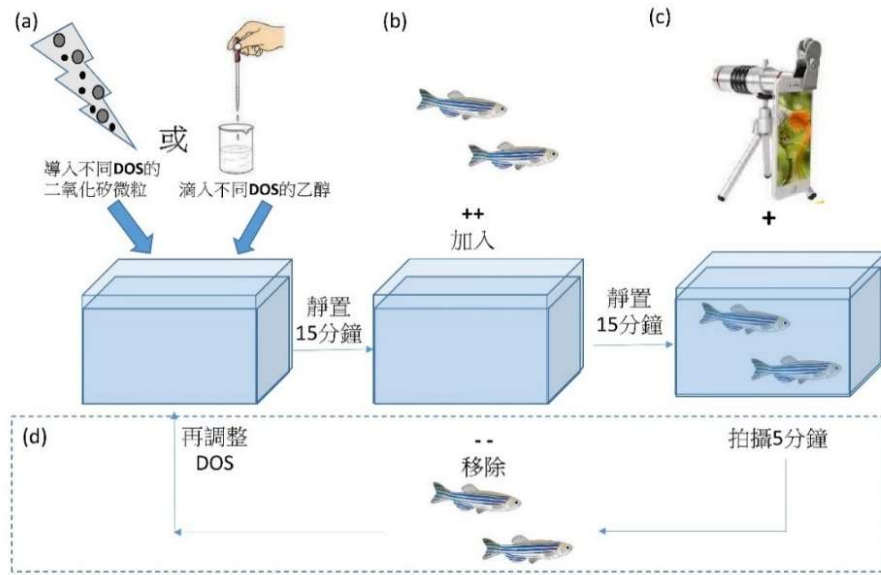 (a)
導入不同DOS的
二氧化矽微粒
或
滴入不同DOS的乙醇
(b)
++
加入
(c)
+
靜置
15分鐘
靜置
15分鐘
(d)
再調整
DOS
--
移除
拍攝5分鐘